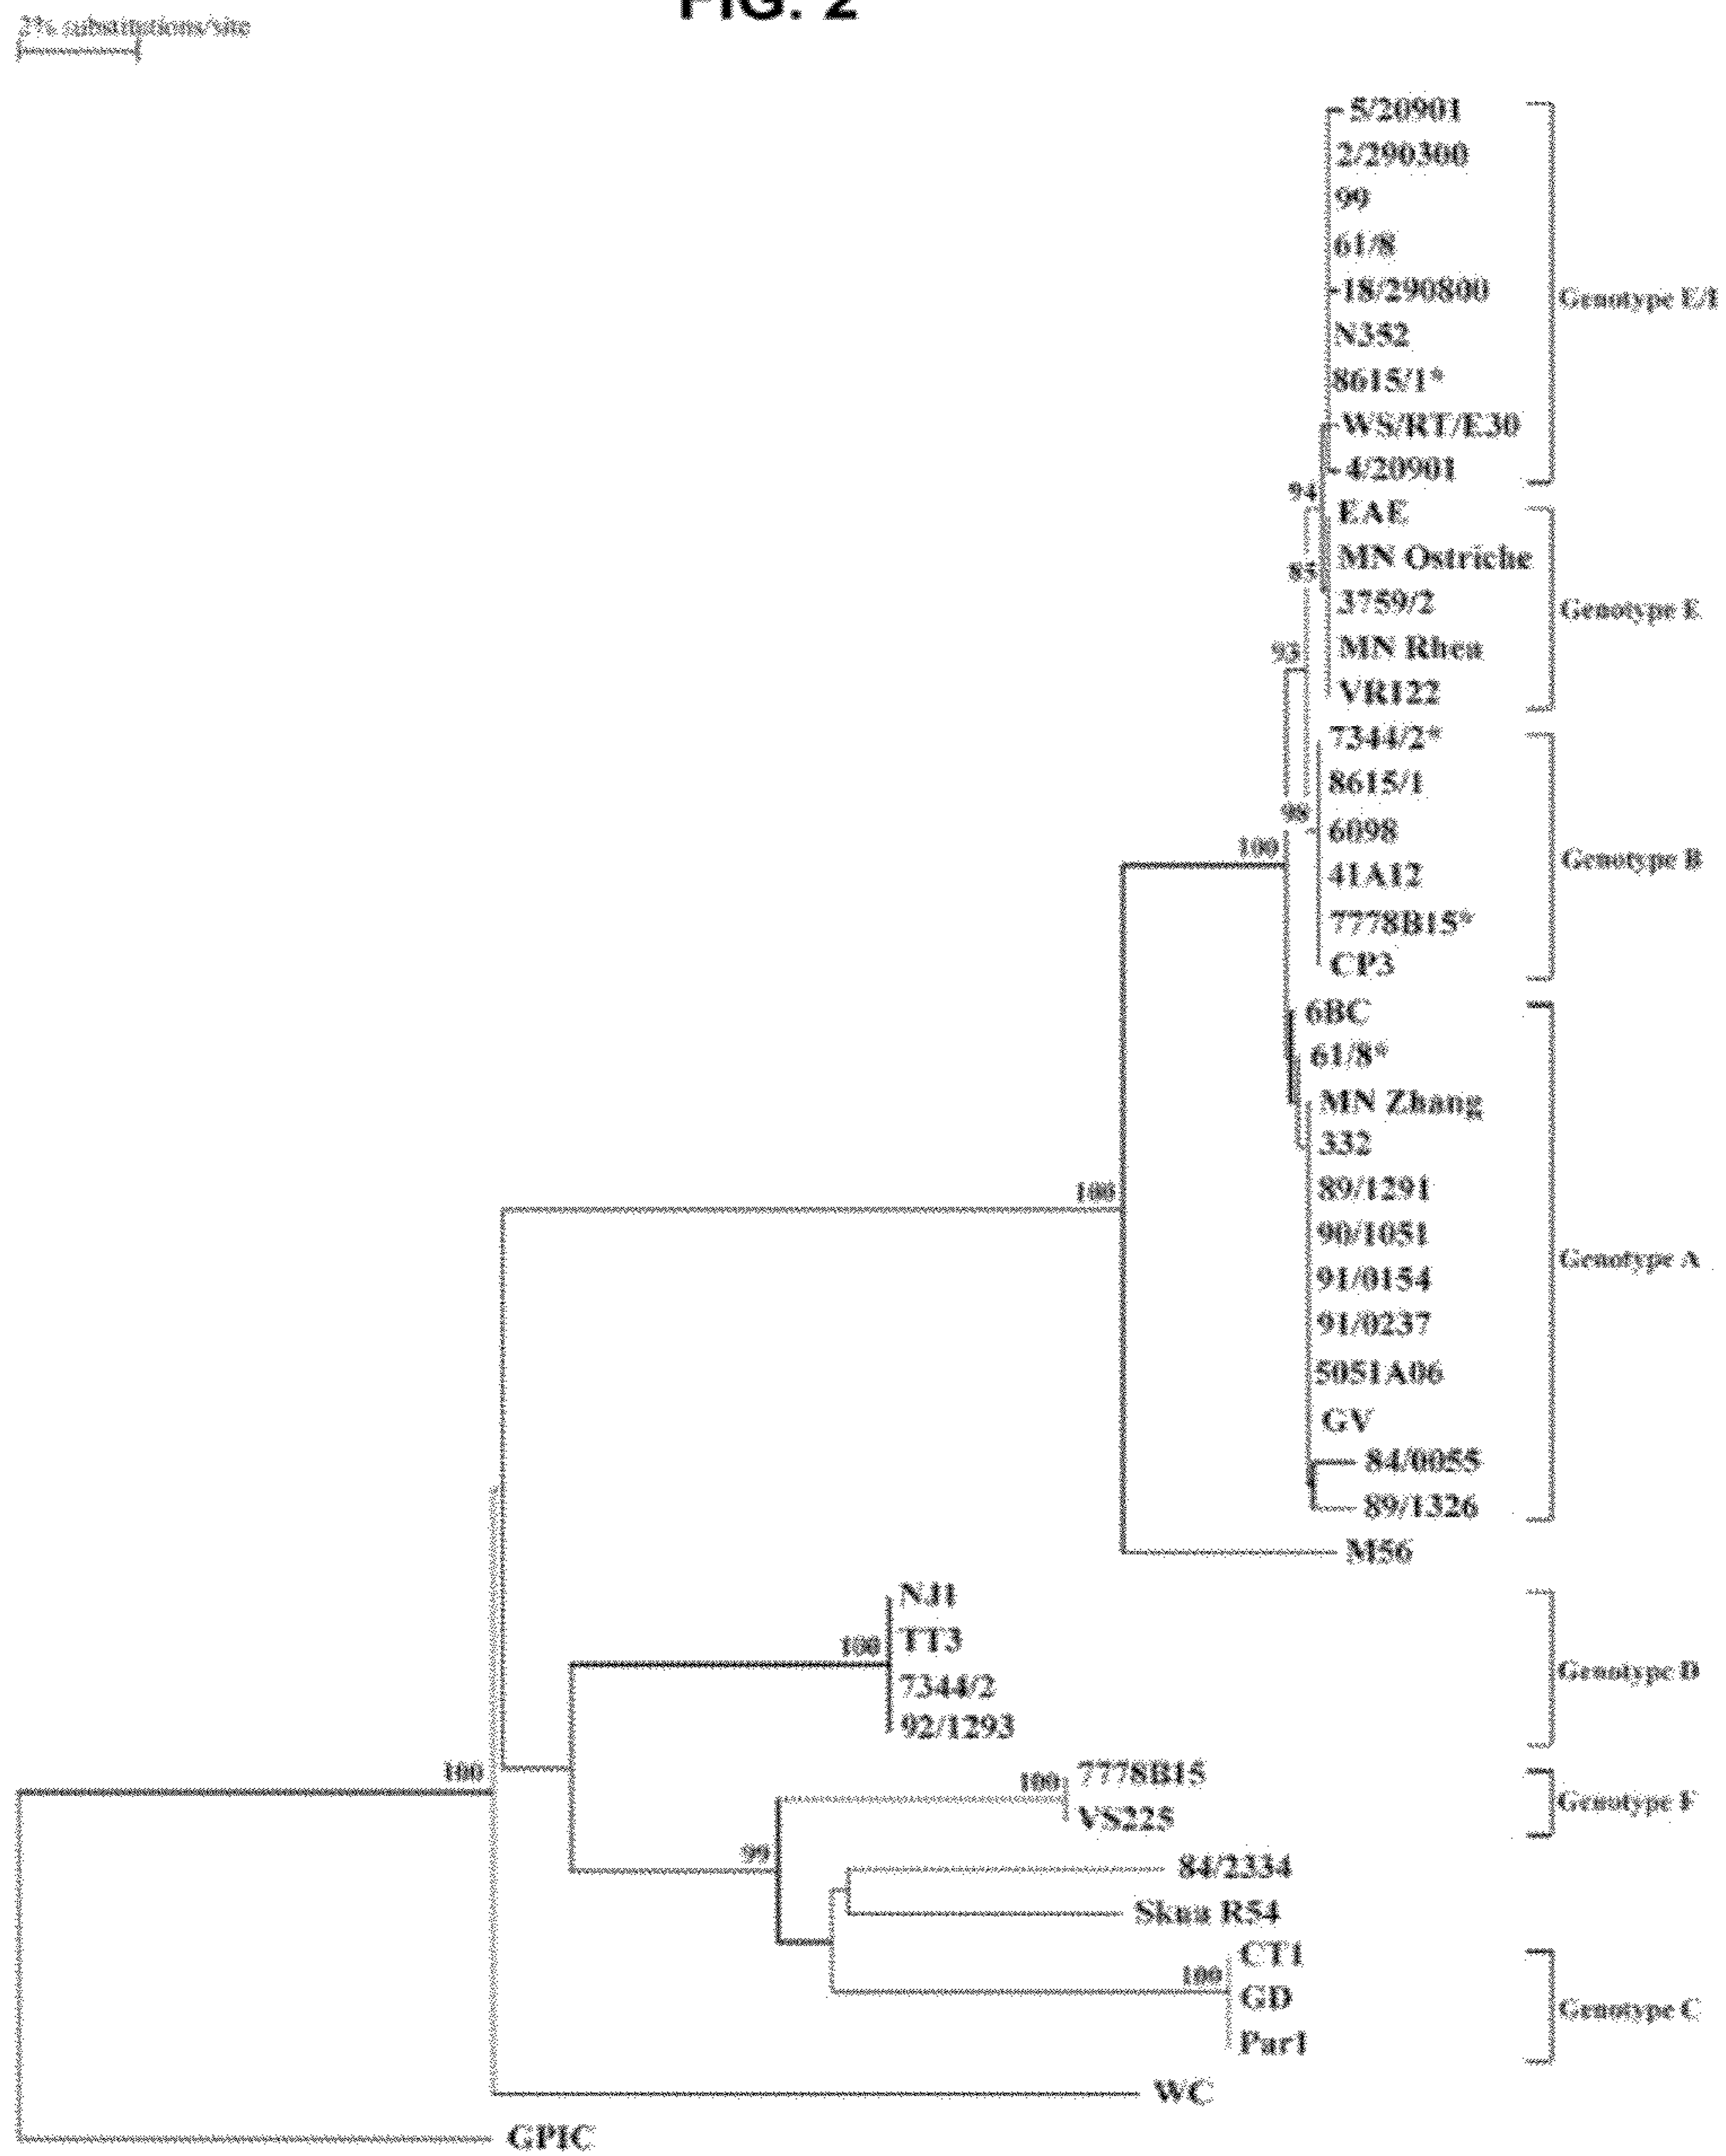 FIG. 2
2% substitutions/site
5/20901
2/290300
99
61/8
18/290800
Genotype E/I
N352
8615/1*
WS/RT/E30
4/20901
94
EAE
MN Ostriche
85
3759/2
Genotype E
MN Rhea
93
VR122
7344/2*
8615/1
98
6098
100
41A12
Genotype B
7778B15*
CP3
6BC
61/8*
MN Zhang
332
100
89/1291
90/1051
Genotype A
91/0154
91/0237
5051A06
GV
84/0055
89/1326
M56
NJ1
100
TT3
Genotype D
7344/2
92/1293
100
100
7778B15
Genotype F
VS225
99
84/2334
Skua R54
CT1
100
GD
Genotype C
Par1
WC
GPIC